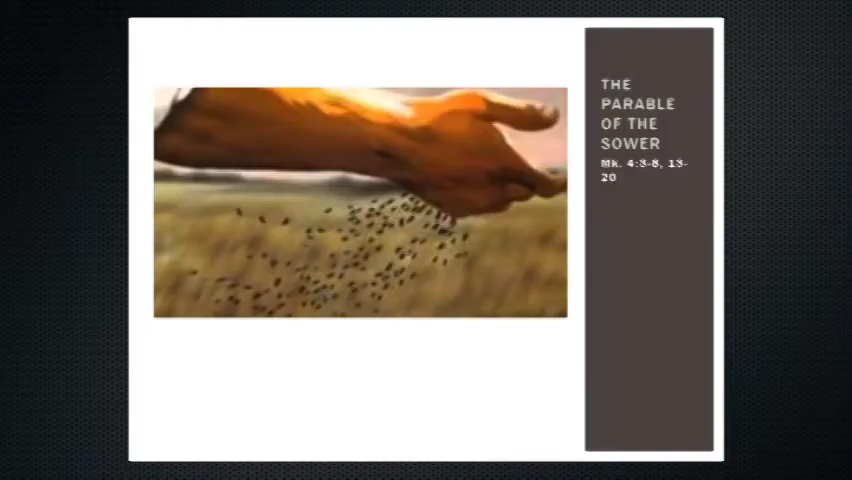 THE
PARABLE
OF THE
SOWER
Mk. 4:3-8, 13-
20